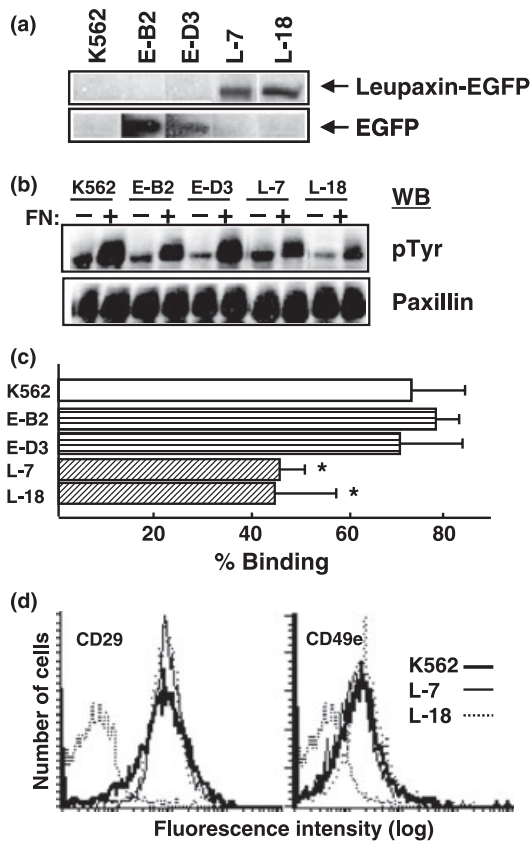 (a)
K562 E-B2 E-D3 L-7 L-18
Leupaxin-EGFP
EGFP
(b)
K562 E-B2 E-D3 L-7 L-18 WB
FN: − + − + − + − + − +
pTyr
Paxillin
(c)
K562
E-B2
E-D3
L-7 *
L-18 *
20 40 60 80
% Binding
(d)
CD29 CD49e
Number of cells
K562
L-7
L-18
Fluorescence intensity (log)